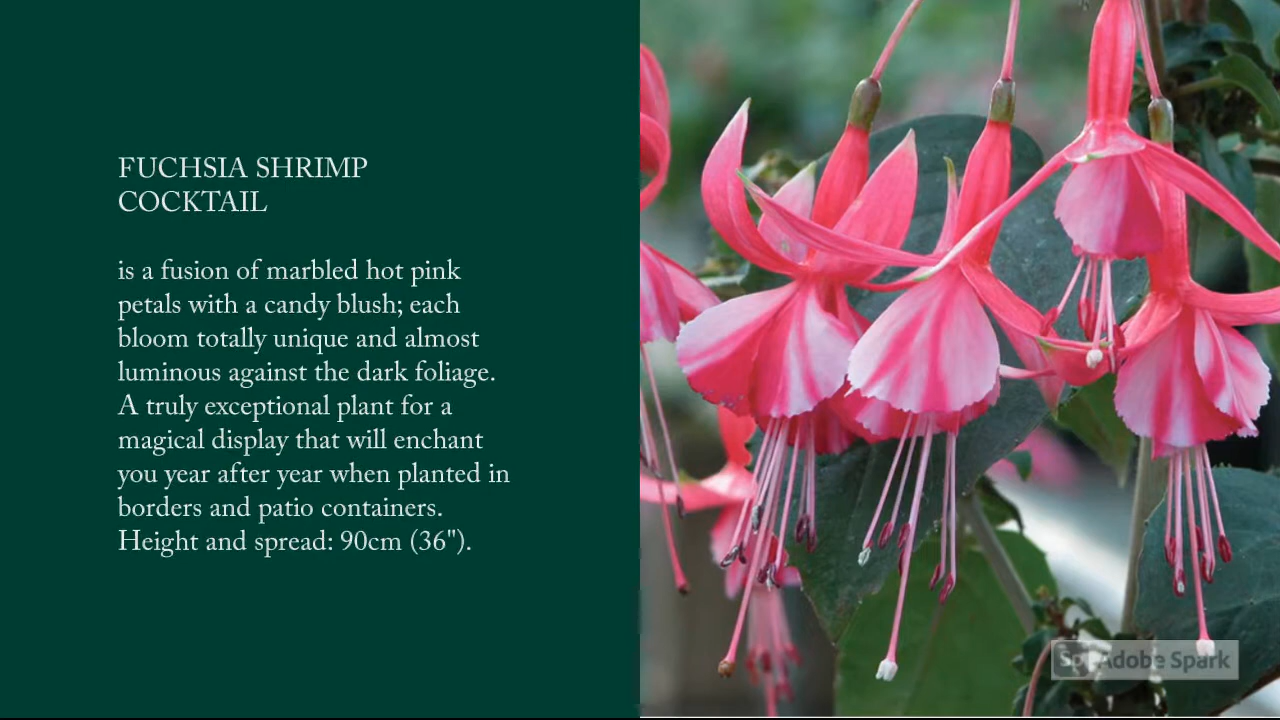 FUCHSIA SHRIMP
COCKTAIL
is a fusion of marbled hot pink
petals with a candy blush; each
bloom totally unique and almost
luminous against the dark foliage.
A truly exceptional plant for a
magical display that will enchant
you year after year when planted in
borders and patio containers.
Height and spread: 90cm (36").
Sp Adobe Spark